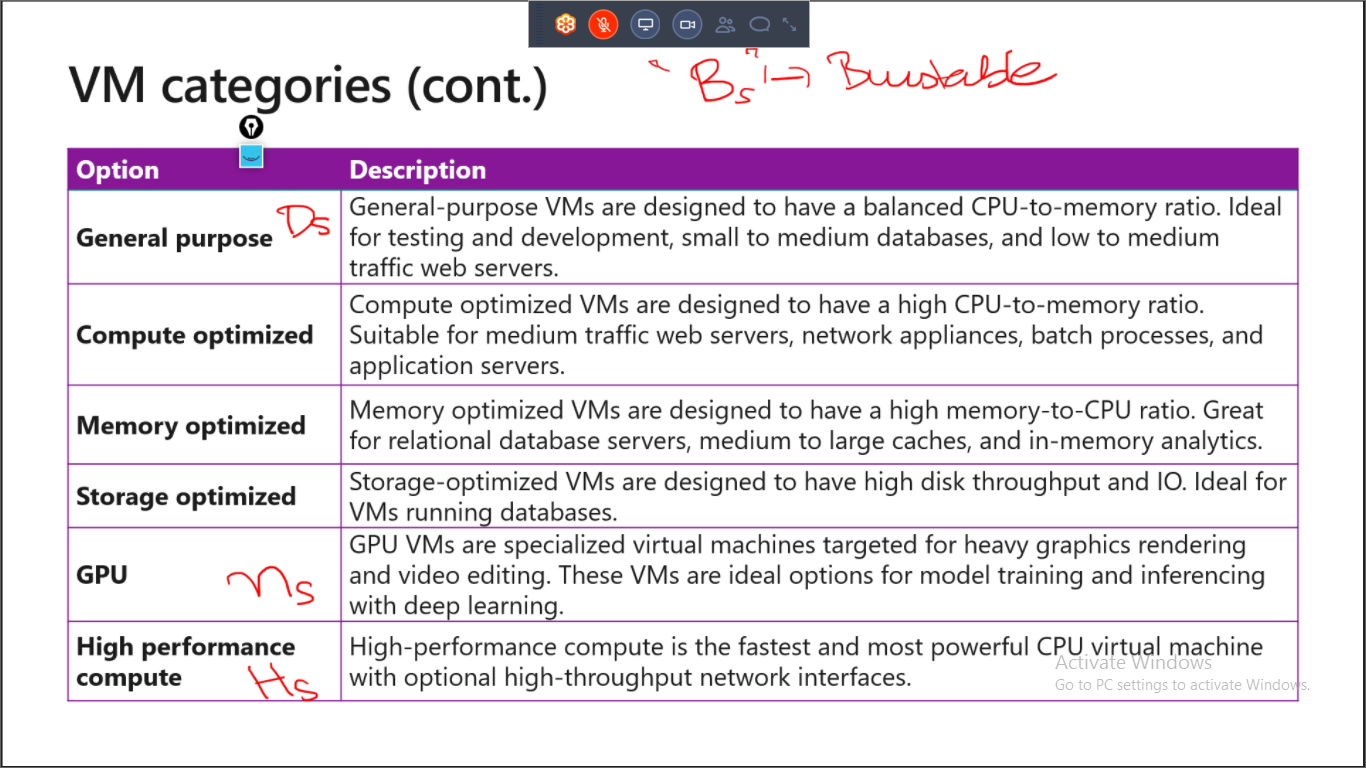 VM categories (cont.)
"Bs" → Burstable
Option Description
General purpose Ds
General-purpose VMs are designed to have a balanced CPU-to-memory ratio. Ideal
for testing and development, small to medium databases, and low to medium
traffic web servers.
Compute optimized
Compute optimized VMs are designed to have a high CPU-to-memory ratio.
Suitable for medium traffic web servers, network appliances, batch processes, and
application servers.
Memory optimized
Memory optimized VMs are designed to have a high memory-to-CPU ratio. Great
for relational database servers, medium to large caches, and in-memory analytics.
Storage optimized
Storage-optimized VMs are designed to have high disk throughput and IO. Ideal for
VMs running databases.
GPU Ns
GPU VMs are specialized virtual machines targeted for heavy graphics rendering
and video editing. These VMs are ideal options for model training and inferencing
with deep learning.
High performance
compute Hs
High-performance compute is the fastest and most powerful CPU virtual machine
with optional high-throughput network interfaces.
Activate Windows
Go to PC settings to activate Windows.